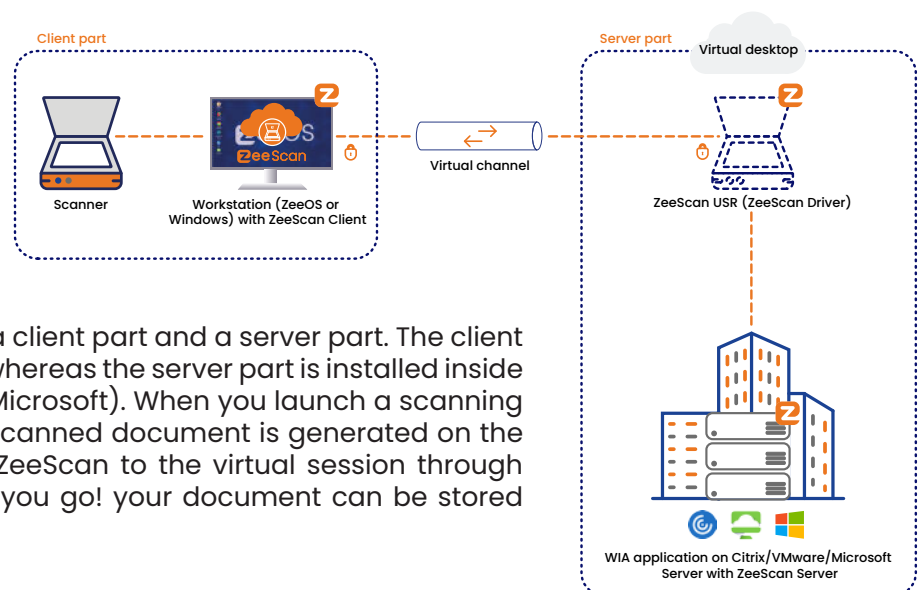 Client part
Server part
Virtual desktop
ZeeScan
Virtual channel
Scanner
Workstation (ZeeOS or
Windows) with ZeeScan Client
ZeeScan USR (ZeeScan Driver)
a client part and a server part. The client
whereas the server part is installed inside
Microsoft). When you launch a scanning
canned document is generated on the
ZeeScan to the virtual session through
you go! your document can be stored
WIA application on Citrix/VMware/Microsoft
Server with ZeeScan Server